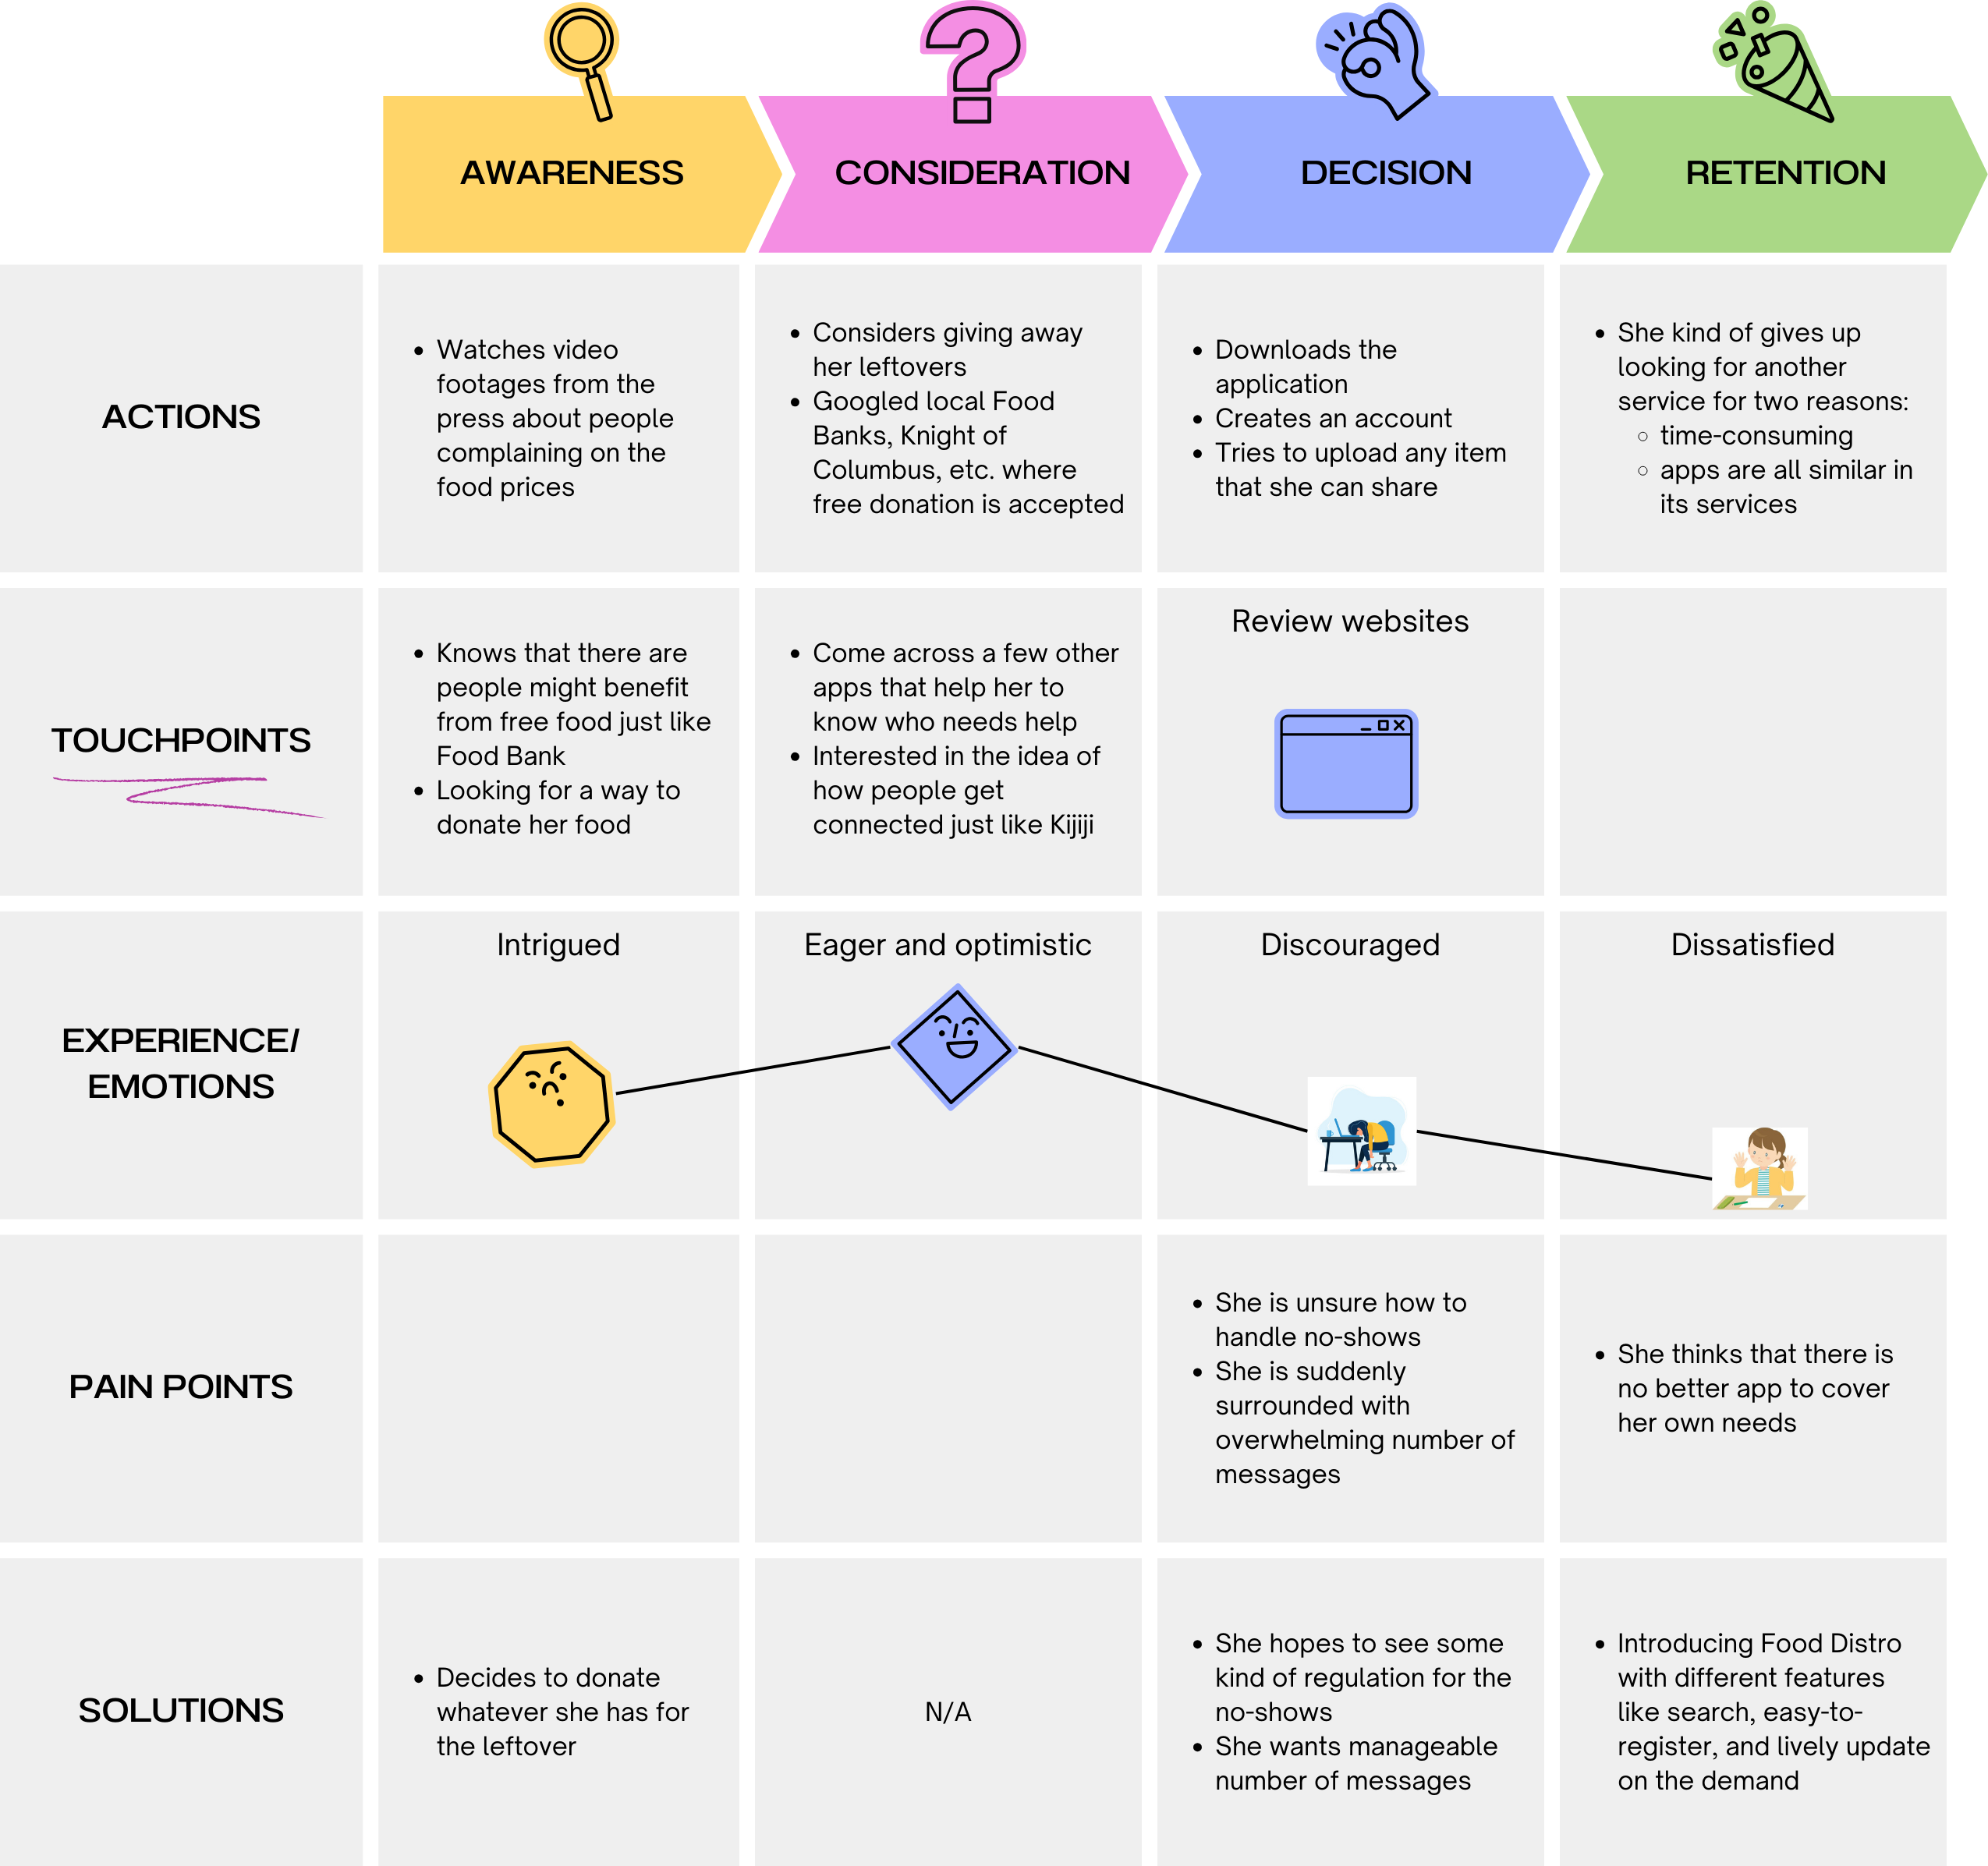 AWARENESS
CONSIDERATION
DECISION
RETENTION
ACTIONS
• Watches video
footages from the
press about people
complaining on the
food prices
• Considers giving away
her leftovers
• Googled local Food
Banks, Knight of
Columbus, etc. where
free donation is accepted
• Downloads the
application
• Creates an account
• Tries to upload any item
that she can share
• She kind of gives up
looking for another
service for two reasons:
◦ time-consuming
◦ apps are all similar in
its services
TOUCHPOINTS
• Knows that there are
people might benefit
from free food just like
Food Bank
• Looking for a way to
donate her food
• Come across a few other
apps that help her to
know who needs help
• Interested in the idea of
how people get
connected just like Kijiji
Review websites
EXPERIENCE/
EMOTIONS
Intrigued
Eager and optimistic
Discouraged
Dissatisfied
PAIN POINTS
• She is unsure how to
handle no-shows
• She is suddenly
surrounded with
overwhelming number of
messages
• She thinks that there is
no better app to cover
her own needs
SOLUTIONS
• Decides to donate
whatever she has for
the leftover
N/A
• She hopes to see some
kind of regulation for the
no-shows
• She wants manageable
number of messages
• Introducing Food Distro
with different features
like search, easy-to-
register, and lively update
on the demand